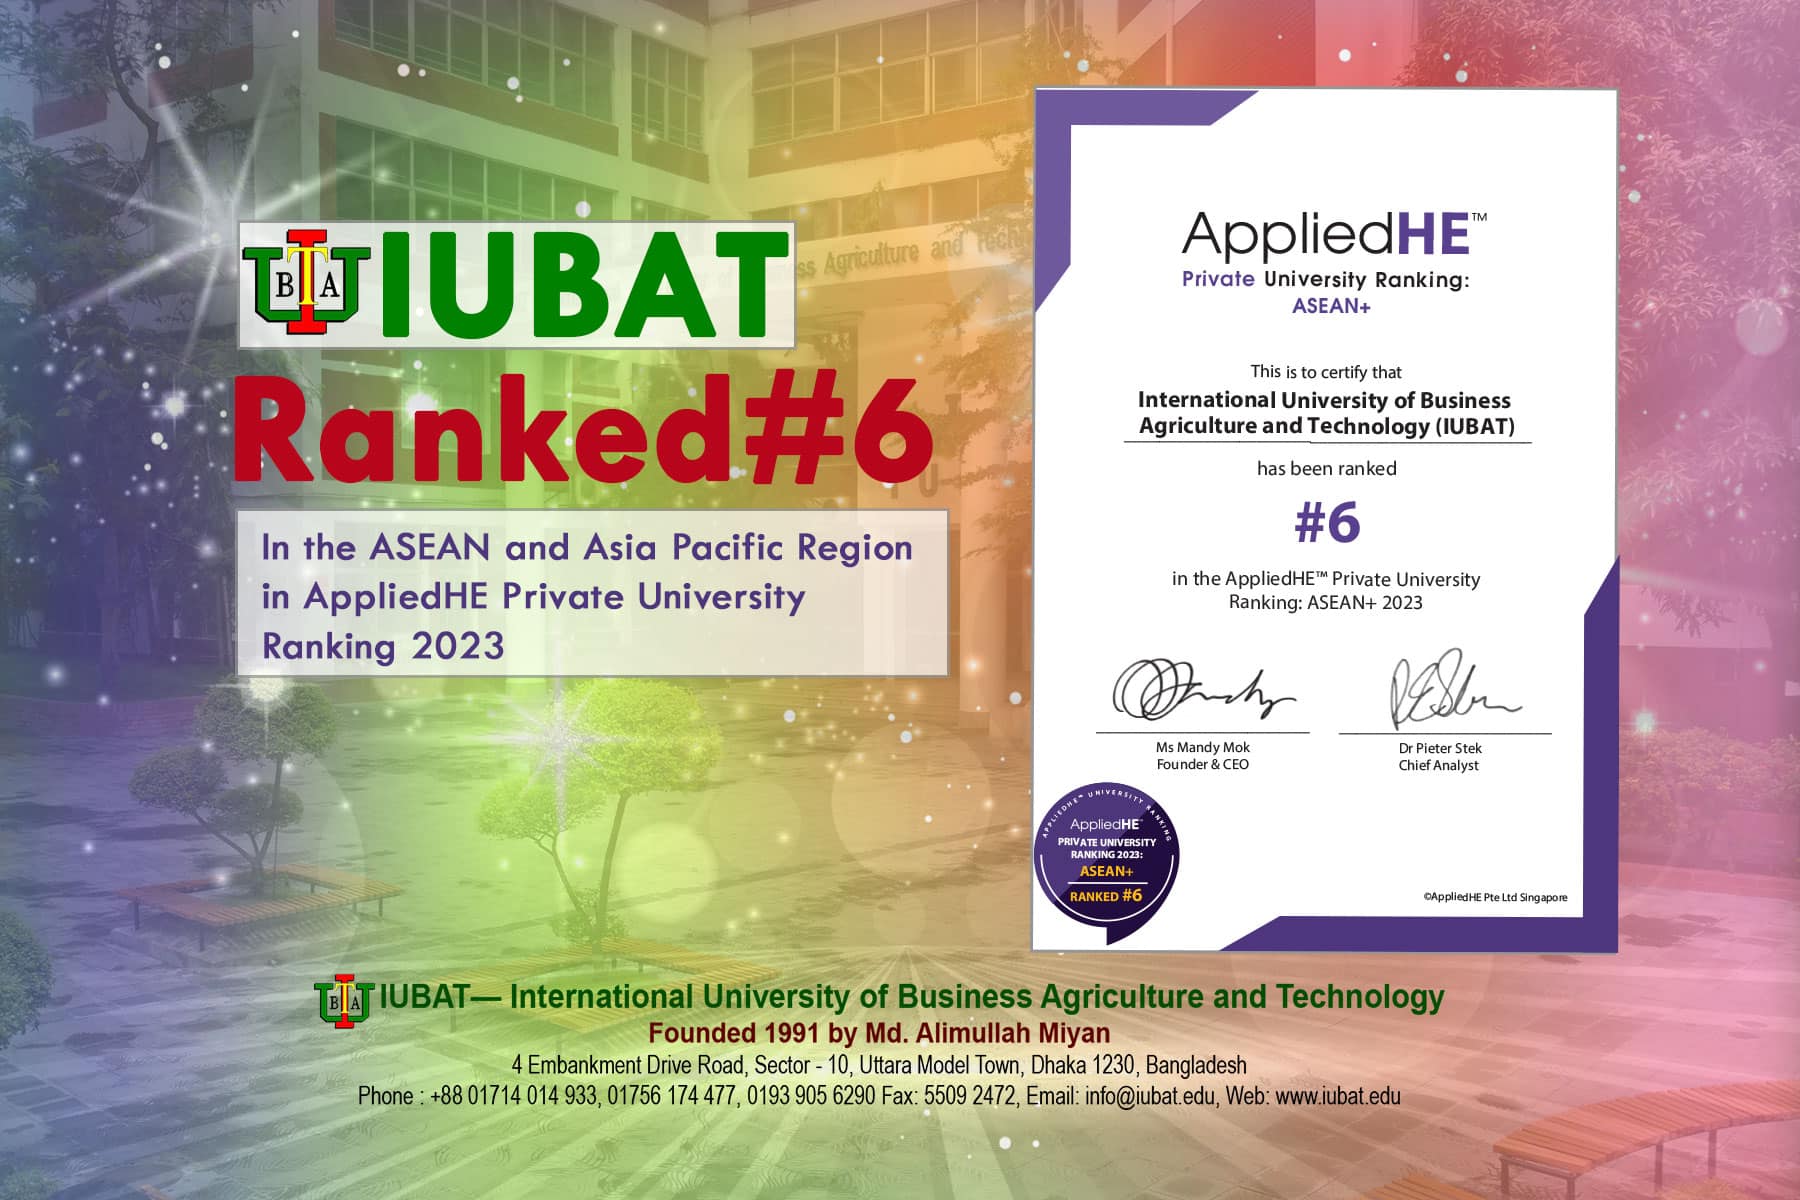 BTA
IUBAT
Ranked#6
In the ASEAN and Asia Pacific Region
in AppliedHE Private University
Ranking 2023
ss Agriculture and Tech
AppliedHE™
Private University Ranking:
ASEAN+
This is to certify that
International University of Business
Agriculture and Technology (IUBAT)
has been ranked
#6
in the AppliedHE™ Private University
Ranking: ASEAN+ 2023
Ms Mandy Mok
Founder & CEO
Dr Pieter Stek
Chief Analyst
APPLIEDHE™ UNIVERSITY RANKING
AppliedHE™
PRIVATE UNIVERSITY
RANKING 2023:
ASEAN+
RANKED #6
©AppliedHE Pte Ltd Singapore
BTA IUBAT— International University of Business Agriculture and Technology
Founded 1991 by Md. Alimullah Miyan
4 Embankment Drive Road, Sector - 10, Uttara Model Town, Dhaka 1230, Bangladesh
Phone : +88 01714 014 933, 01756 174 477, 0193 905 6290 Fax: 5509 2472, Email: info@iubat.edu, Web: www.iubat.edu